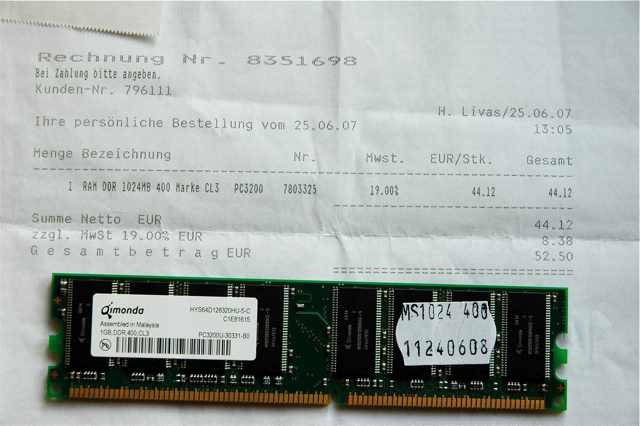 Rechnung Nr. 8351698
Bei Zahlung bitte angeben.
Kunden-Nr. 796111
H. Livas/25.06.07
Ihre persönliche Bestellung vom 25.06.07
13:05
Menge Bezeichnung Nr. Mwst. EUR/Stk. Gesamt
1 RAM DDR 1024MB 400 Marke CL3 PC3200 7803325 19.00% 44.12 44.12
Summe Netto EUR 44.12
zzgl. MwSt 19.00% EUR 8.38
Gesamtbetrag EUR 52.50
Qimonda
HYS64D128320HU-5-C
C1E81615
Assembled in Malaysia
1GB,DDR,400,CL3
PC3200U-30331-B0
MS1024 400
11240608